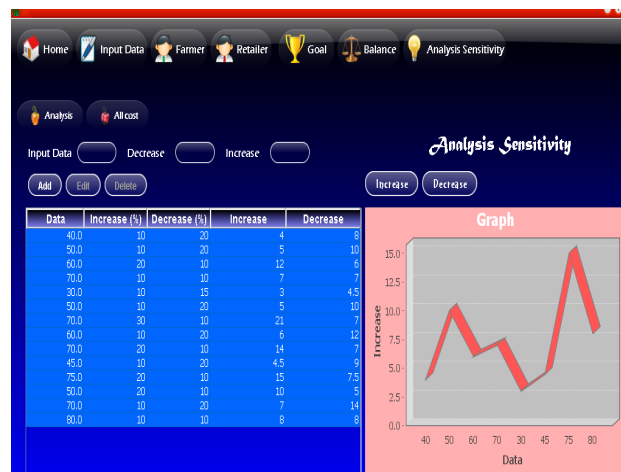 Home Input Data Farmer Retailer Goal Balance Analysis Sensitivity
Analysis All cost
Analysis Sensitivity
Input Data Decrease Increase
Add Edit Delete
Increase Decrease
Data Increase (%) Decrease (%) Increase Decrease
40.0 10 20 4 8
50.0 10 20 5 10
60.0 20 10 12 6
70.0 10 10 7 7
30.0 10 15 3 4.5
50.0 10 20 5 10
70.0 30 10 21 7
60.0 10 20 6 12
70.0 20 10 14 7
45.0 10 20 4.5 9
75.0 20 10 15 7.5
50.0 20 10 10 5
70.0 10 20 7 14
80.0 10 10 8 8
Graph
15.0
12.5
10.0
7.5
5.0
2.5
0.0
Increase
40 50 60 70 30 45 75 80
Data